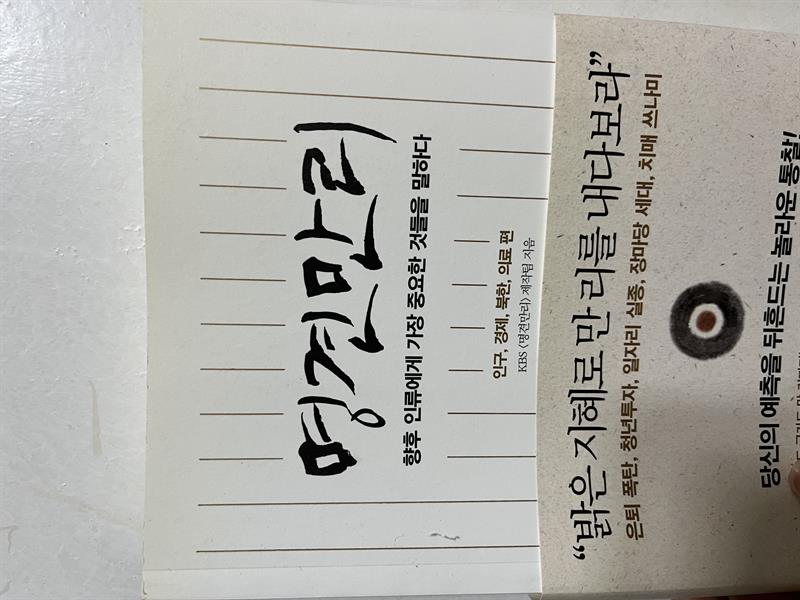 명견만리
향후 인류에게 가장 중요한 것들을 말하다
인구, 경제, 북한, 의료 편
KBS 〈명견만리〉 제작팀 지음
“밝은 지혜로 만 리를 내다보라”
은퇴 폭탄, 청년투자, 일자리 실종, 장마당 세대, 치매 쓰나미
당신의 예측을 뒤흔드는 놀라운 통찰!